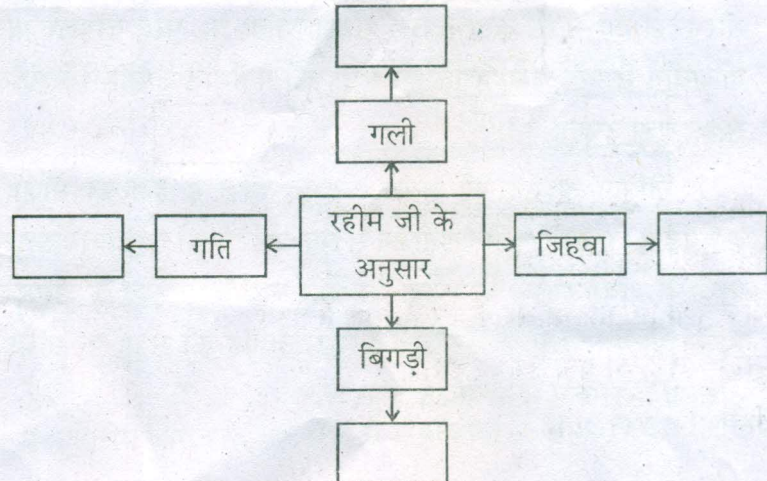 गली
गति
रहीम जी के
अनुसार
जिह्वा
बिगड़ी